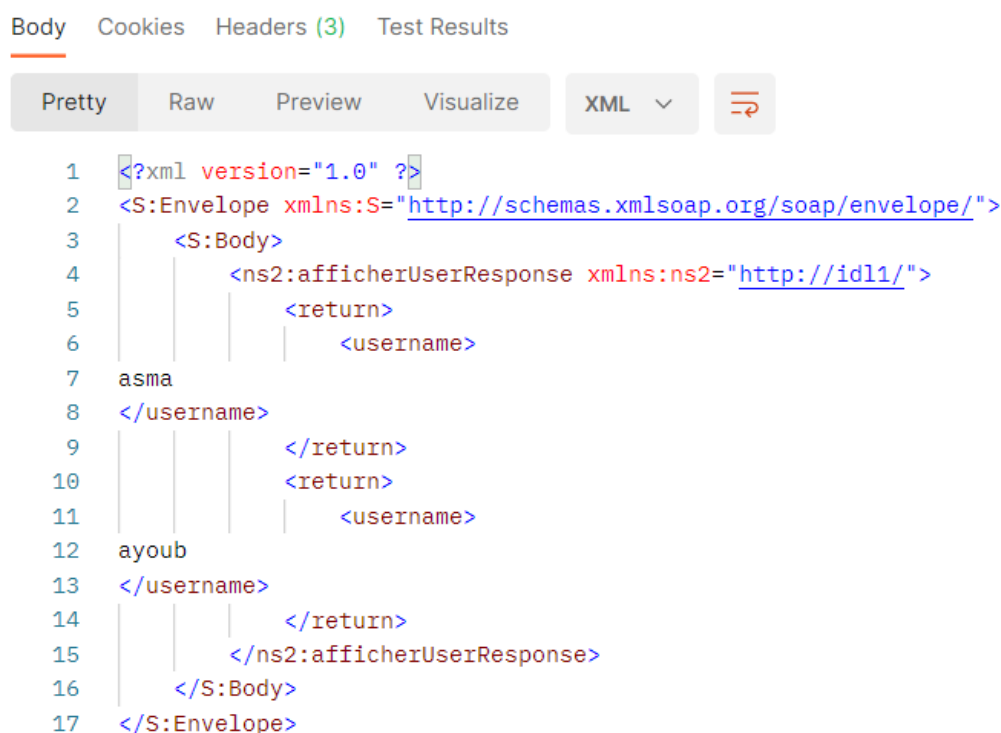 Body Cookies Headers (3) Test Results
Pretty Raw Preview Visualize XML
1 <?xml version="1.0" ?>
2 <S:Envelope xmlns:S="http://schemas.xmlsoap.org/soap/envelope/">
3 <S:Body>
4 <ns2:afficherUserResponse xmlns:ns2="http://idl1/">
5 <return>
6 <username>
7 asma
8 </username>
9 </return>
10 <return>
11 <username>
12 ayoub
13 </username>
14 </return>
15 </ns2:afficherUserResponse>
16 </S:Body>
17 </S:Envelope>